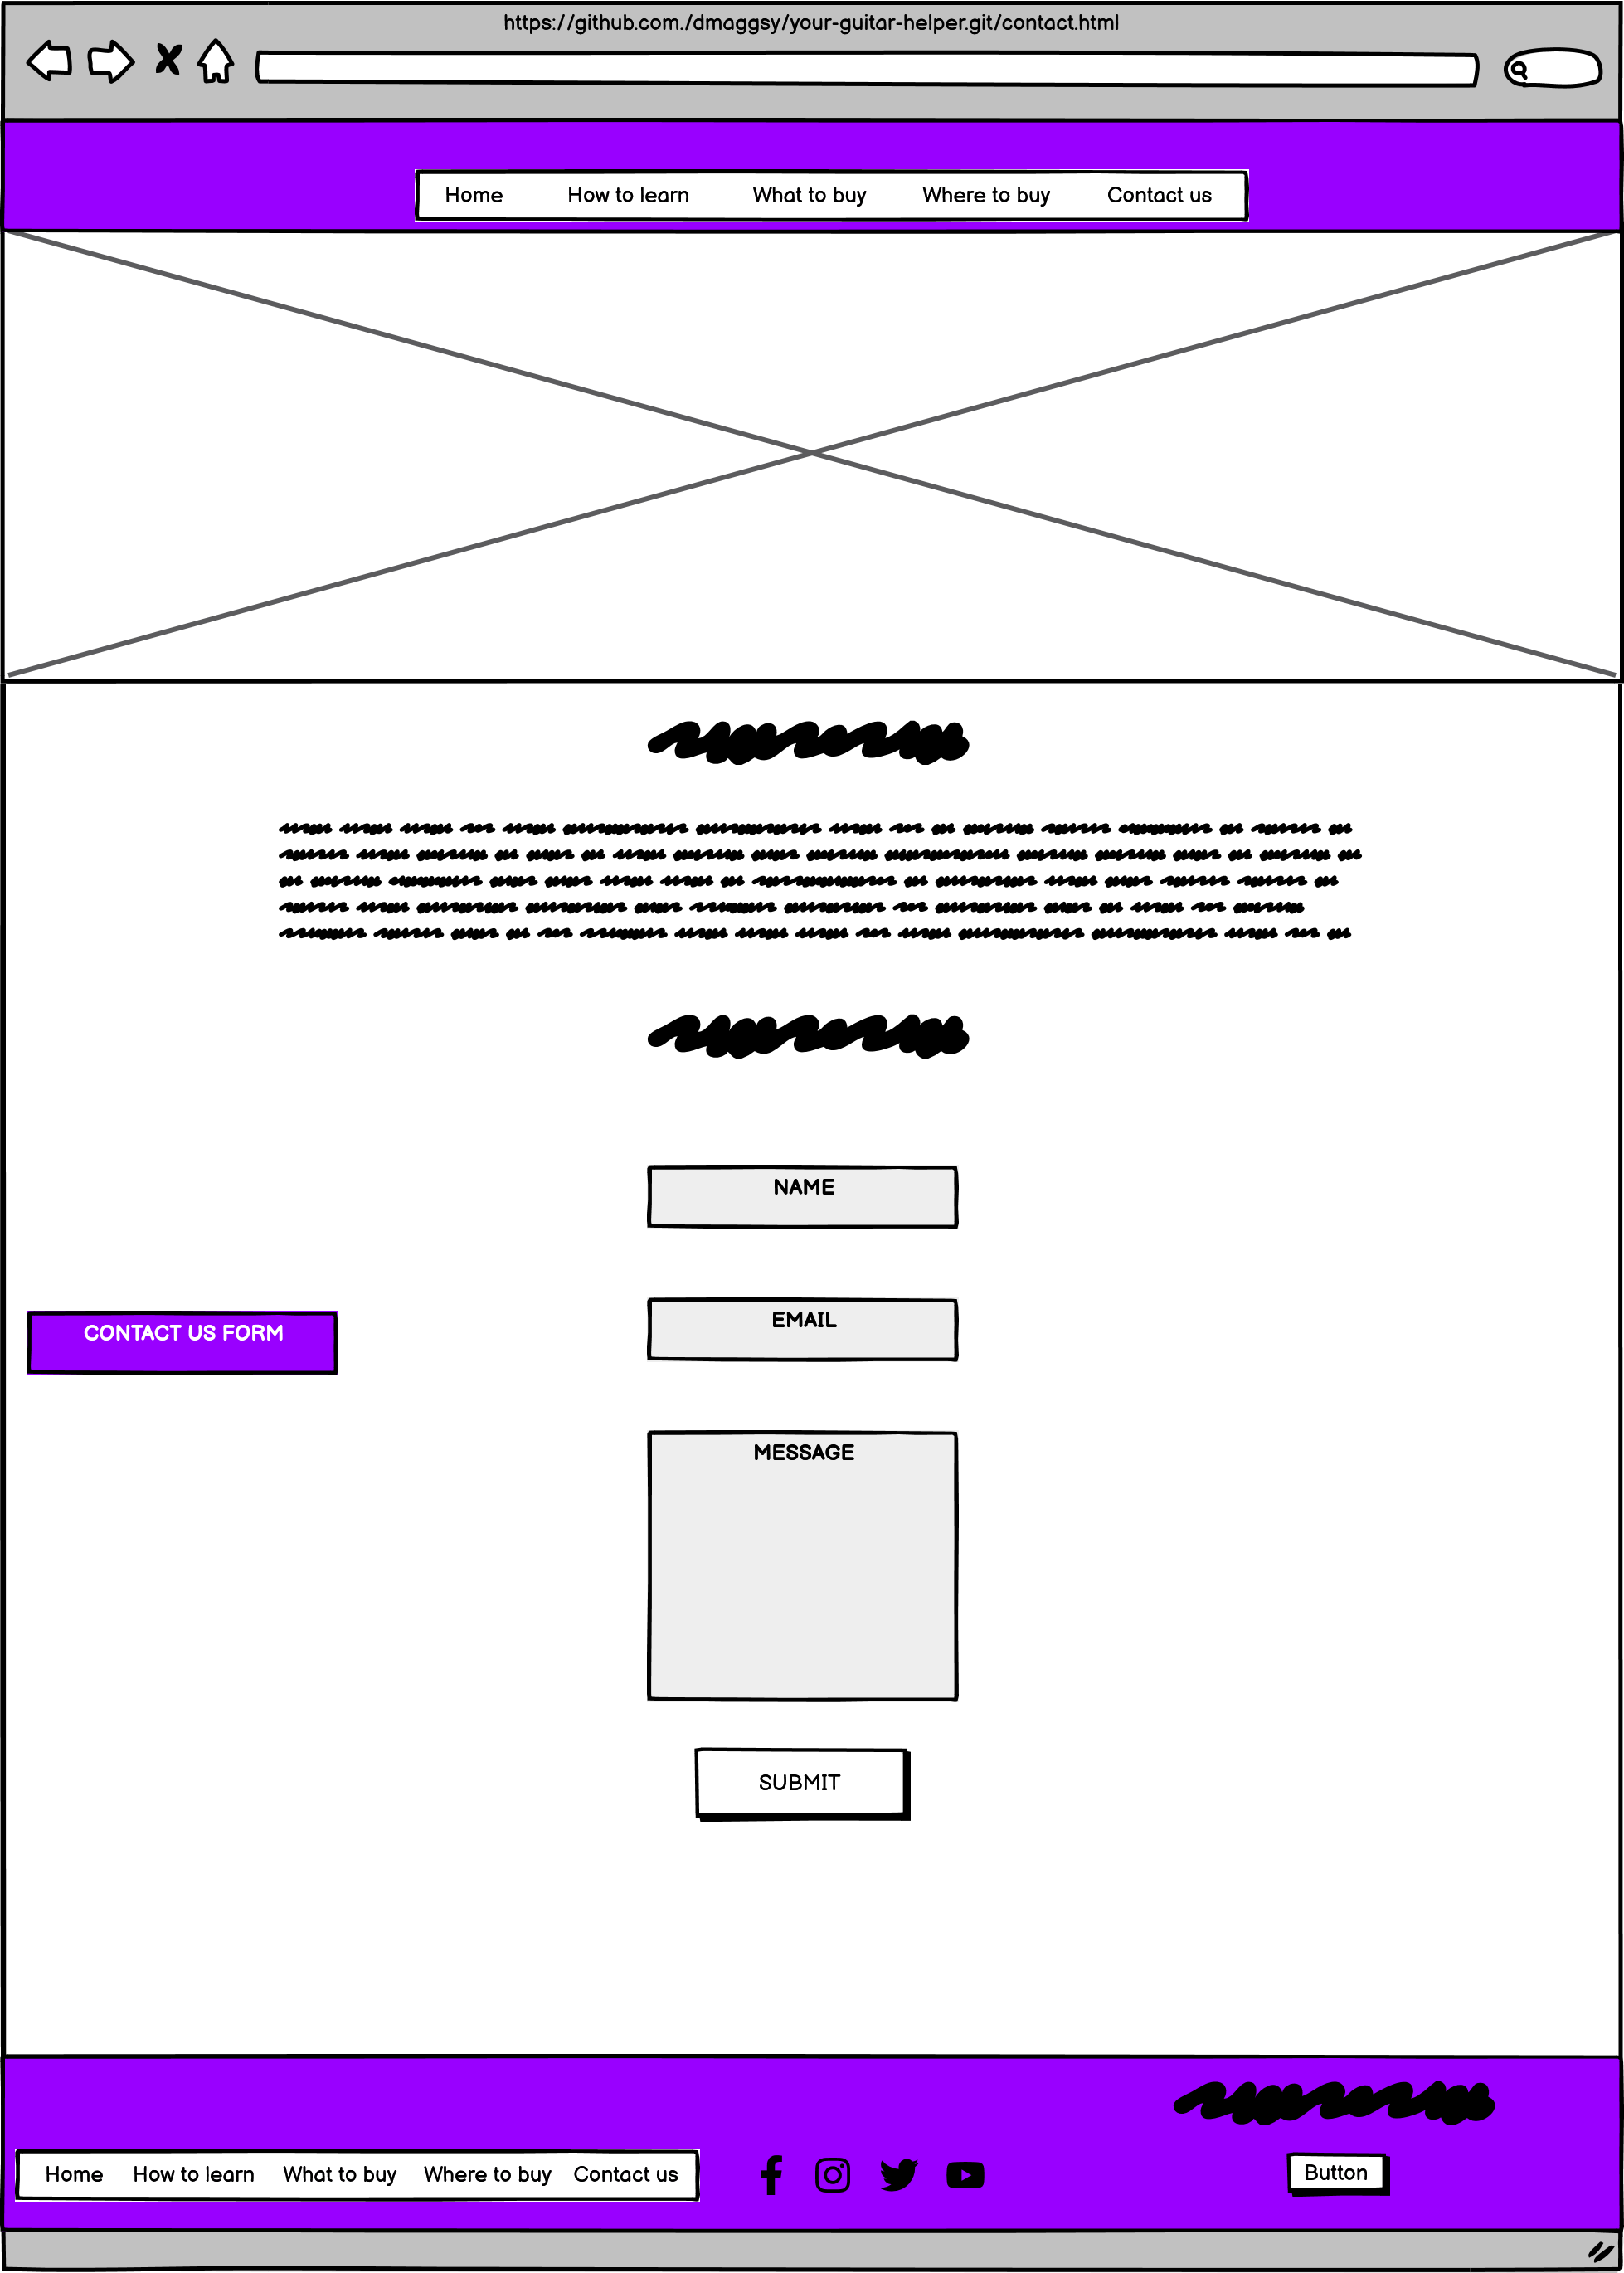 https://github.com./dmaggsy/your-guitar-helper.git/contact.html
Home How to learn What to buy Where to buy Contact us
NAME
EMAIL
CONTACT US FORM
MESSAGE
SUBMIT
Home How to learn What to buy Where to buy Contact us
Button